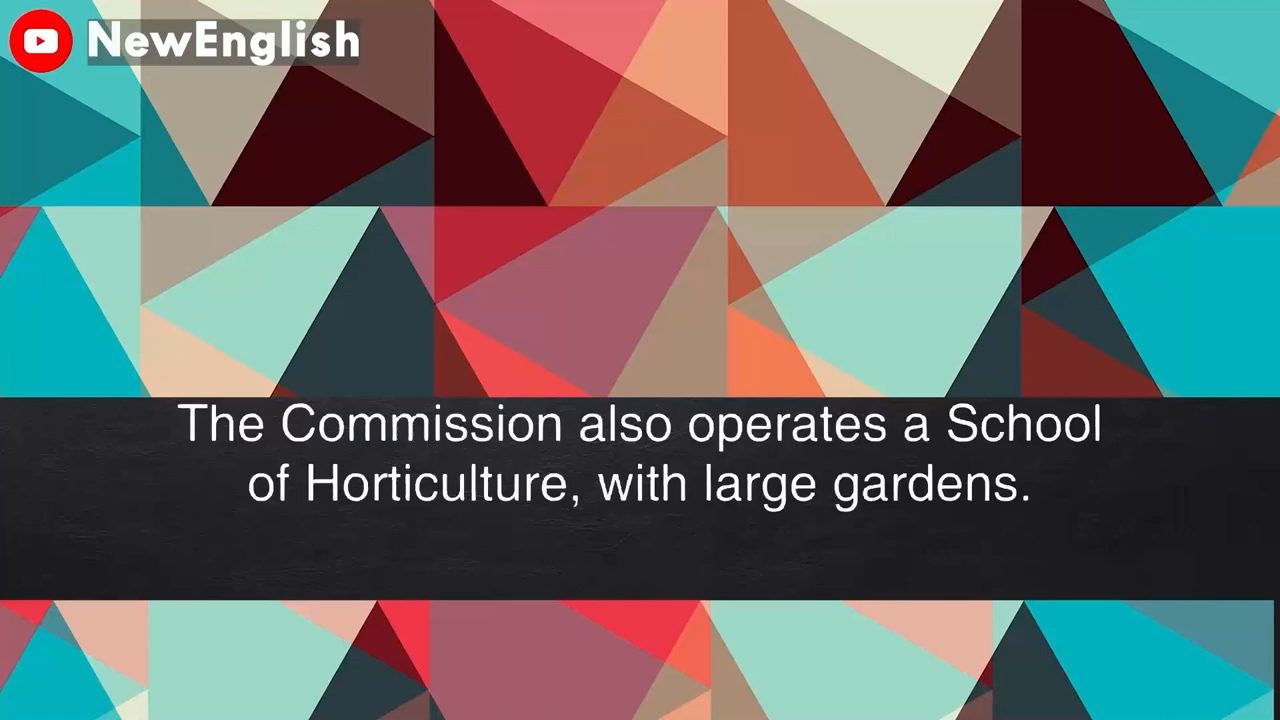 NewEnglish
The Commission also operates a School
of Horticulture, with large gardens.